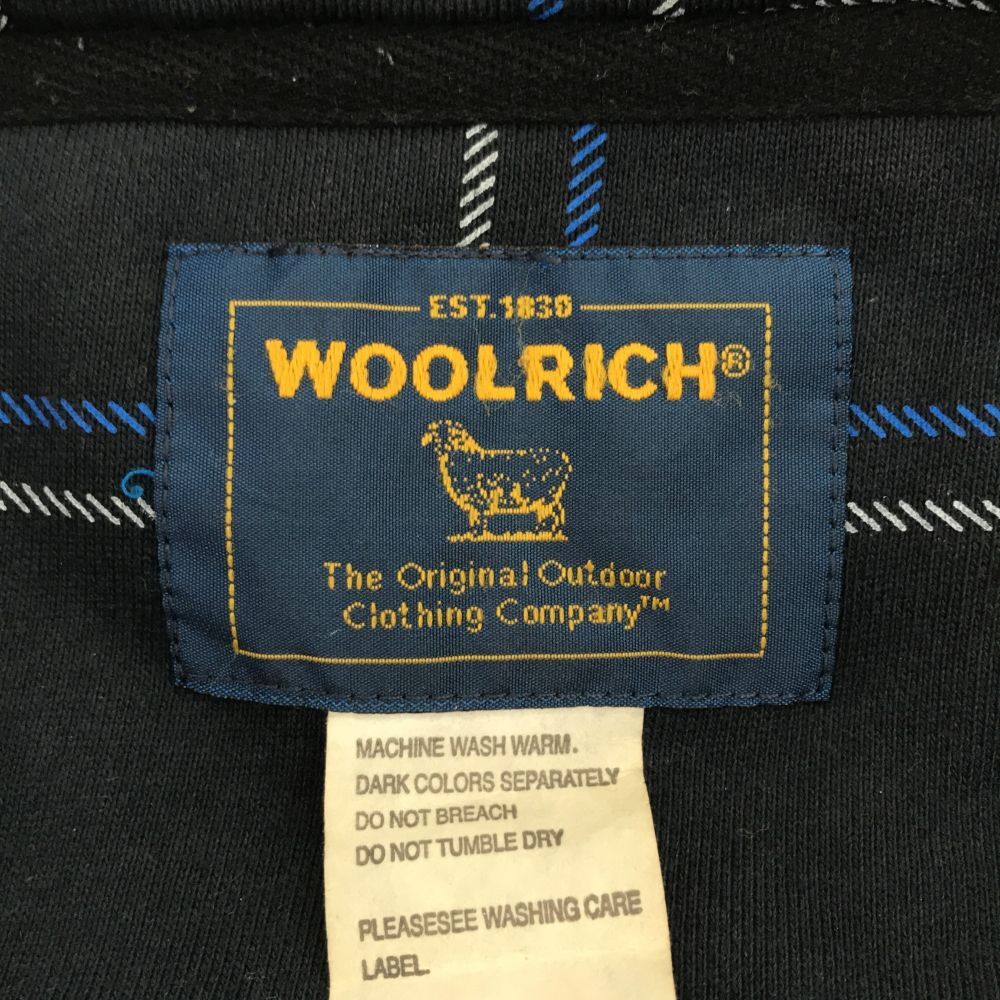 EST.1830
WOOLRICH®
The Original Outdoor
Clothing Company™
MACHINE WASH WARM.
DARK COLORS SEPARATELY
DO NOT BREACH
DO NOT TUMBLE DRY
PLEASESEE WASHING CARE
LABEL.